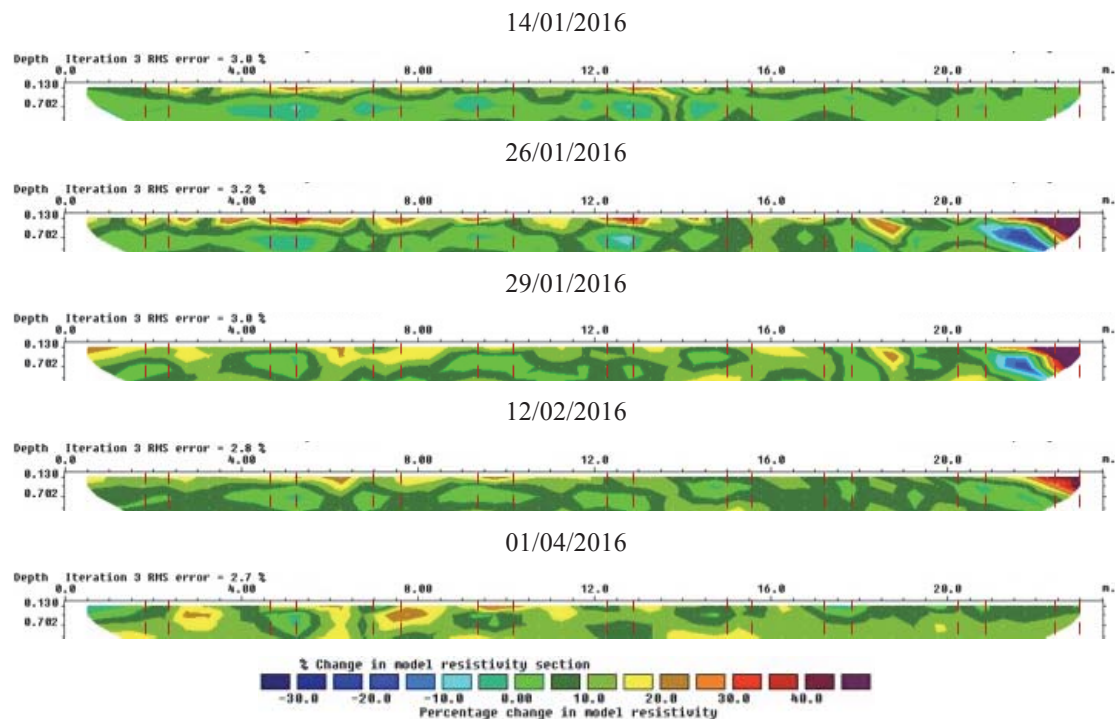 14/01/2016
Depth Iteration 3 RMS error = 3.0 %
0.0 4.00 8.00 12.0 16.0 20.0 m.
0.130
0.702
26/01/2016
Depth Iteration 3 RMS error = 3.2 %
0.0 4.00 8.00 12.0 16.0 20.0 m.
0.130
0.702
29/01/2016
Depth Iteration 3 RMS error = 3.0 %
0.0 4.00 8.00 12.0 16.0 20.0 m.
0.130
0.702
12/02/2016
Depth Iteration 3 RMS error = 2.8 %
0.0 4.00 8.00 12.0 16.0 20.0 m.
0.130
0.702
01/04/2016
Depth Iteration 3 RMS error = 2.7 %
0.0 4.00 8.00 12.0 16.0 20.0 m.
0.130
0.702
% Change in model resistivity section
-30.0 -20.0 -10.0 0.00 10.0 20.0 30.0 40.0
Percentage change in model resistivity